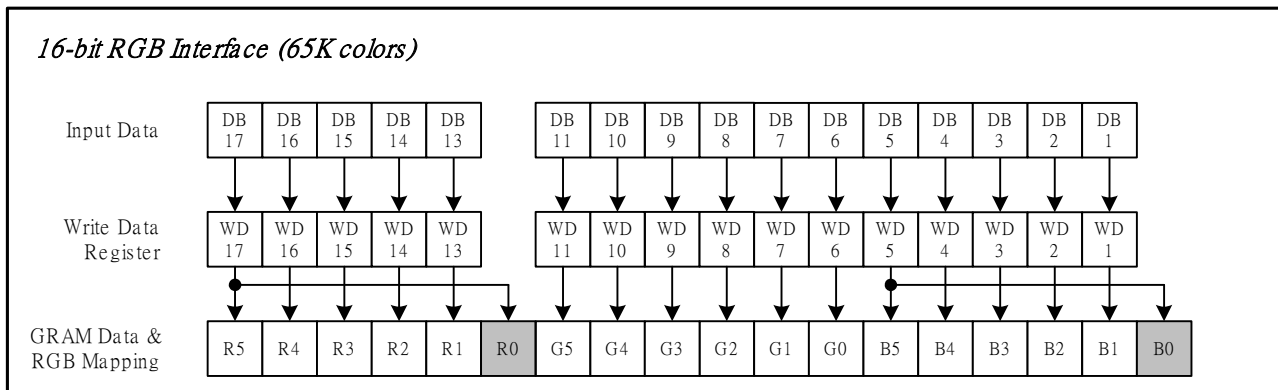 16-bit RGB Interface (65K colors)
Input Data
DB 17 DB 16 DB 15 DB 14 DB 13 DB 11 DB 10 DB 9 DB 8 DB 7 DB 6 DB 5 DB 4 DB 3 DB 2 DB 1
Write Data
Register
WD 17 WD 16 WD 15 WD 14 WD 13 WD 11 WD 10 WD 9 WD 8 WD 7 WD 6 WD 5 WD 4 WD 3 WD 2 WD 1
GRAM Data &
RGB Mapping
R5 R4 R3 R2 R1 R0 G5 G4 G3 G2 G1 G0 B5 B4 B3 B2 B1 B0